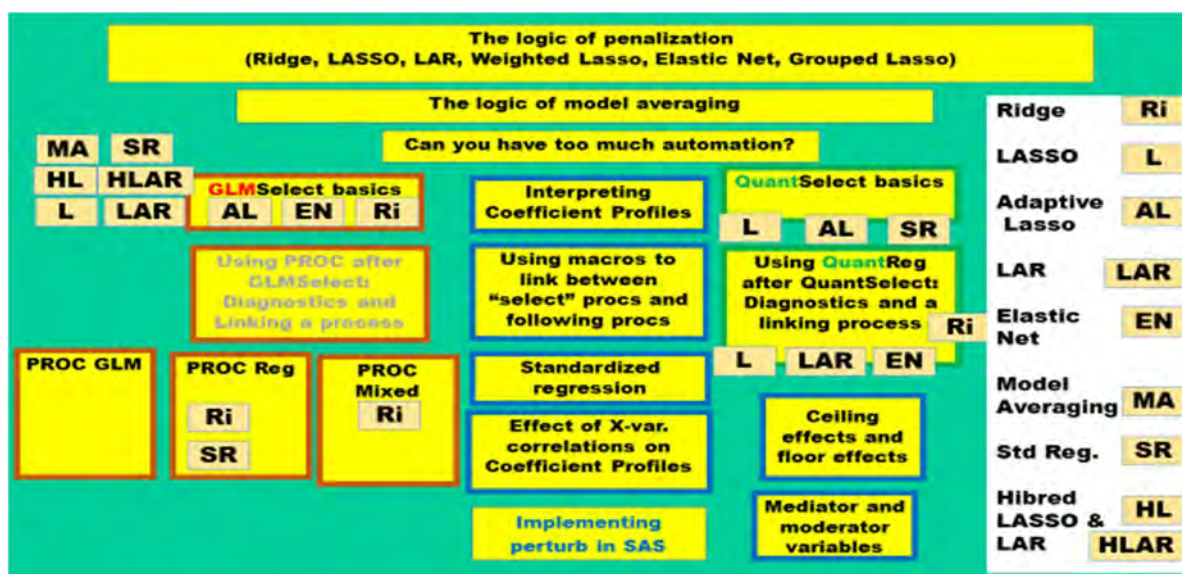 The logic of penalization
(Ridge, LASSO, LAR, Weighted Lasso, Elastic Net, Grouped Lasso)
The logic of model averaging
Can you have too much automation?
MA SR
HL HLAR
L LAR
GLMSelect basics
AL EN Ri
Using PROC after
GLMSelect:
Diagnostics and
Linking a process
PROC GLM
PROC Reg
Ri
SR
PROC
Mixed
Ri
Interpreting
Coefficient Profiles
Using macros to
link between
“select” procs and
following procs
Standardized
regression
Effect of X-var.
correlations on
Coefficient Profiles
Implementing
perturb in SAS
QuantSelect basics
L AL SR
Using QuantReg
after QuantSelect:
Diagnostics and a
linking process
Ri
L LAR EN
Ceiling
effects and
floor effects
Mediator and
moderator
variables
Ridge Ri
LASSO L
Adaptive
Lasso AL
LAR LAR
Elastic
Net EN
Model
Averaging MA
Std Reg. SR
Hibred HL
LASSO &
LAR HLAR